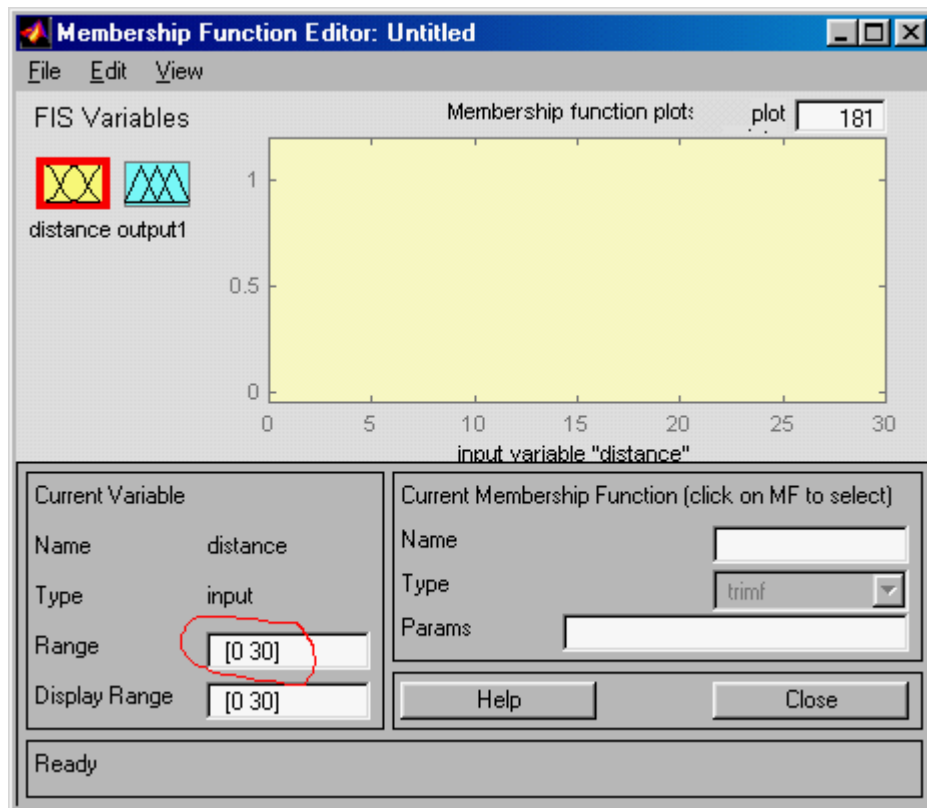 Membership Function Editor: Untitled
File Edit View
FIS Variables
Membership function plots plot 181
distance output1
1
0.5
0
0 5 10 15 20 25 30
input variable "distance"
Current Variable
Name distance
Type input
Range [0 30]
Display Range [0 30]
Current Membership Function (click on MF to select)
Name
Type trimf
Params
Help Close
Ready